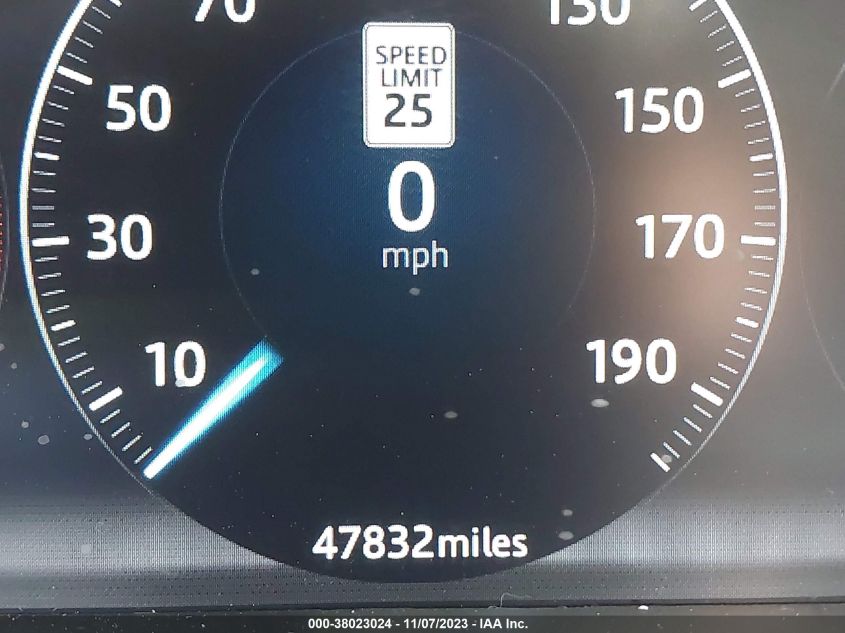 70 130
SPEED
LIMIT
25
50 150
0
30 170
mph
10 190
47832miles
000-38023024 - 11/07/2023 - IAA Inc.